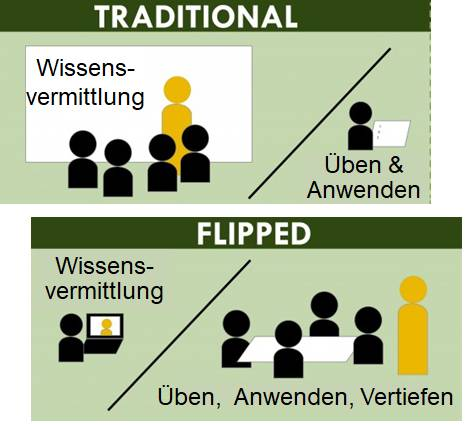 TRADITIONAL
Wissens-
vermittlung
Üben &
Anwenden
FLIPPED
Wissens-
vermittlung
Üben, Anwenden, Vertiefen